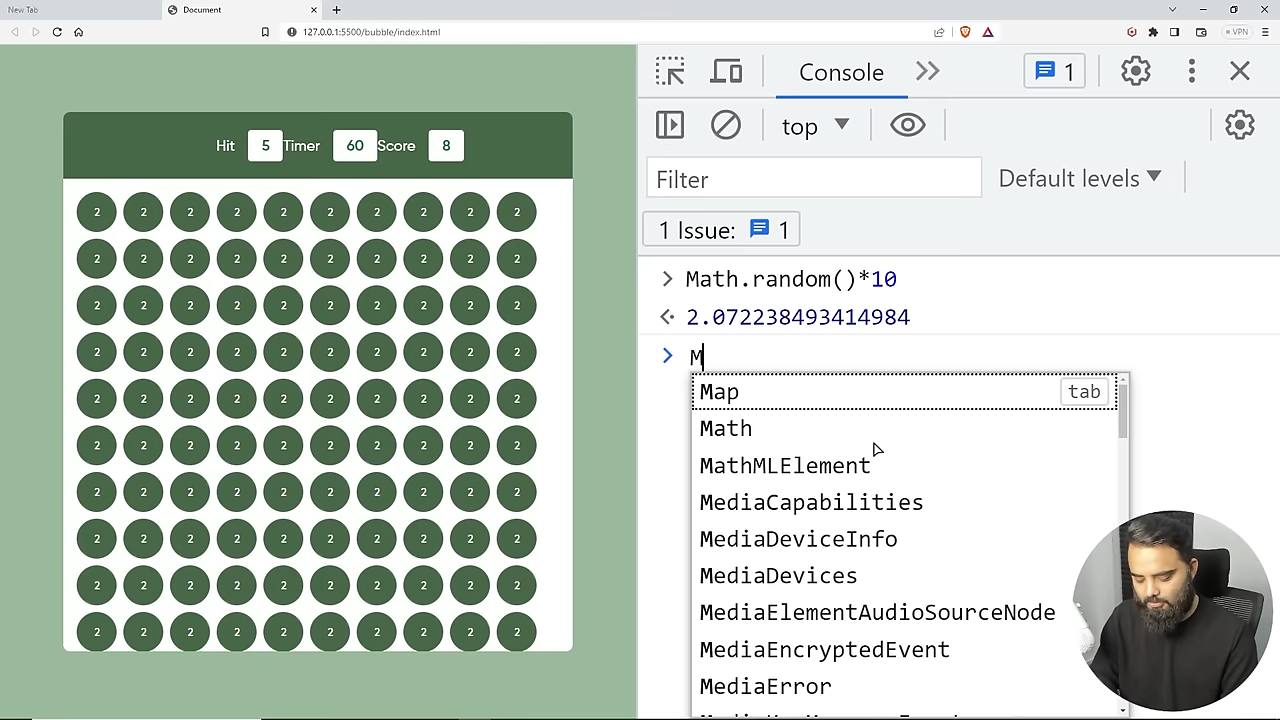 New Tab
Document
127.0.0.1:5500/bubble/index.html
VPN
Hit 5 Timer 60 Score 8
2 2 2 2 2 2 2 2 2 2
2 2 2 2 2 2 2 2 2 2
2 2 2 2 2 2 2 2 2 2
2 2 2 2 2 2 2 2 2 2
2 2 2 2 2 2 2 2 2 2
2 2 2 2 2 2 2 2 2 2
2 2 2 2 2 2 2 2 2 2
2 2 2 2 2 2 2 2 2 2
2 2 2 2 2 2 2 2 2 2
2 2 2 2 2 2 2 2 2 2
Console
1
top
Filter
Default levels
1 Issue: 1
Math.random()*10
2.072238493414984
M
Map tab
Math
MathMLElement
MediaCapabilities
MediaDeviceInfo
MediaDevices
MediaElementAudioSourceNode
MediaEncryptedEvent
MediaError